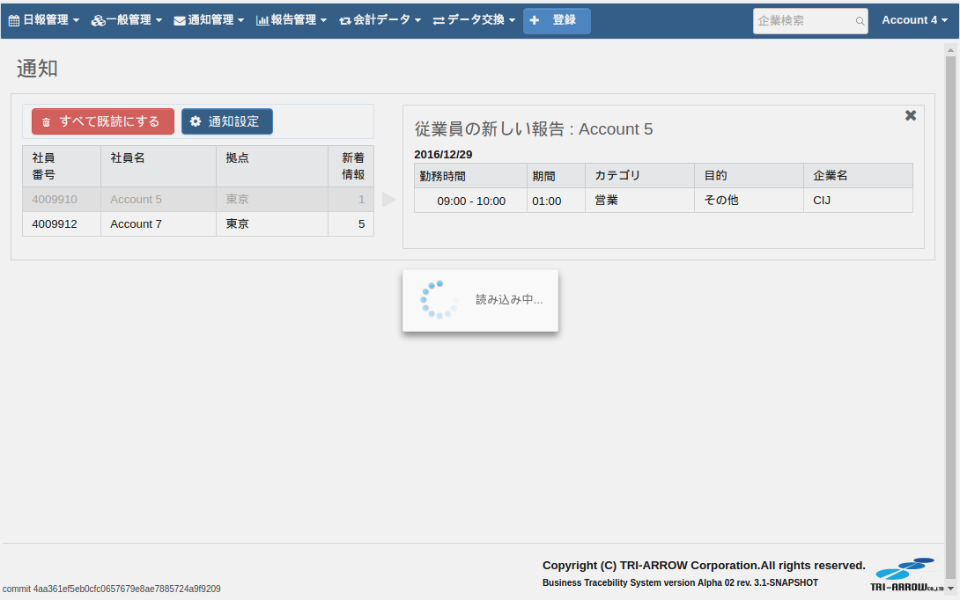 日報管理 一般管理 通知管理 報告管理 会計データ データ交換 登録 企業検索 Account 4
通知
すべて既読にする 通知設定
社員番号 社員名 拠点 新着情報
4009910 Account 5 東京 1
4009912 Account 7 東京 5
従業員の新しい報告 : Account 5
2016/12/29
勤務時間 期間 カテゴリ 目的 企業名
09:00 - 10:00 01:00 営業 その他 CIJ
読み込み中...
Copyright (C) TRI-ARROW Corporation.All rights reserved.
Business Tracebility System version Alpha 02 rev. 3.1-SNAPSHOT
TRI-ARROW CO.,LTD
commit 4aa361ef5eb0cfc0657679e8ae7885724a9f9209